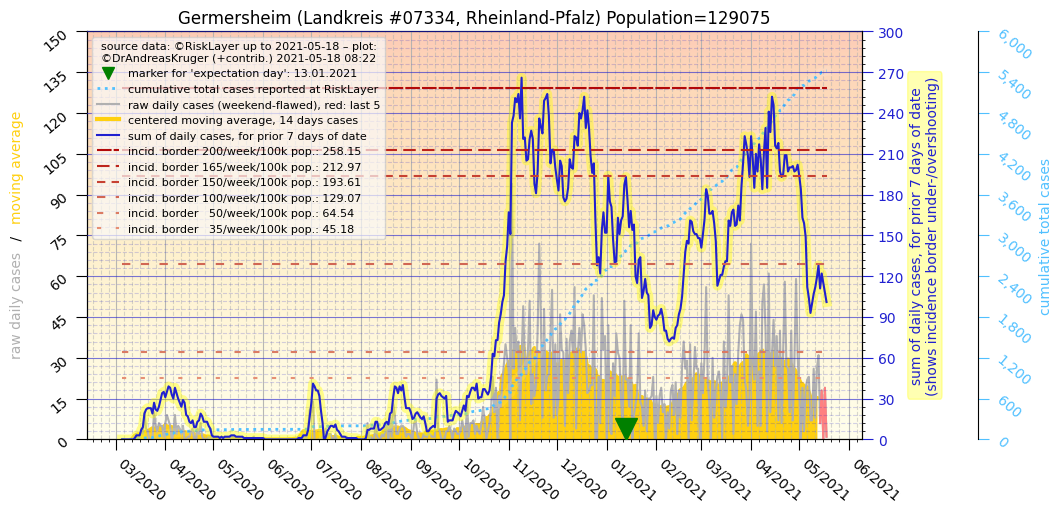 Germersheim (Landkreis #07334, Rheinland-Pfalz) Population=129075
source data: ©RiskLayer up to 2021-05-18 – plot:
©DrAndreasKruger (+contrib.) 2021-05-18 08:22
marker for 'expectation day': 13.01.2021
cumulative total cases reported at RiskLayer
raw daily cases (weekend-flawed), red: last 5
centered moving average, 14 days cases
sum of daily cases, for prior 7 days of date
incid. border 200/week/100k pop.: 258.15
incid. border 165/week/100k pop.: 212.97
incid. border 150/week/100k pop.: 193.61
incid. border 100/week/100k pop.: 129.07
incid. border   50/week/100k pop.: 64.54
incid. border   35/week/100k pop.: 45.18
raw daily cases / moving average
150
135
120
105
90
75
60
45
30
15
0
03/2020
04/2020
05/2020
06/2020
07/2020
08/2020
09/2020
10/2020
11/2020
12/2020
01/2021
02/2021
03/2021
04/2021
05/2021
06/2021
300
270
240
210
180
150
120
90
60
30
0
sum of daily cases, for prior 7 days of date
(shows incidence border under-/overshooting)
6,000
5,400
4,800
4,200
3,600
3,000
2,400
1,800
1,200
600
0
cumulative total cases